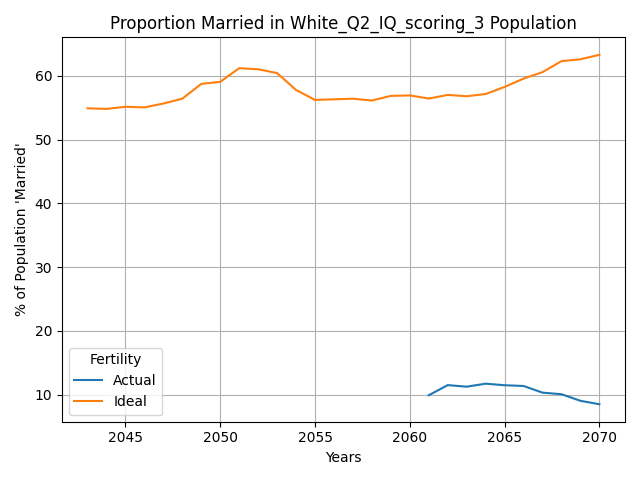 Proportion Married in White_Q2_IQ_scoring_3 Population
% of Population 'Married'
60
50
40
30
20
10
Fertility
Actual
Ideal
2045 2050 2055 2060 2065 2070
Years